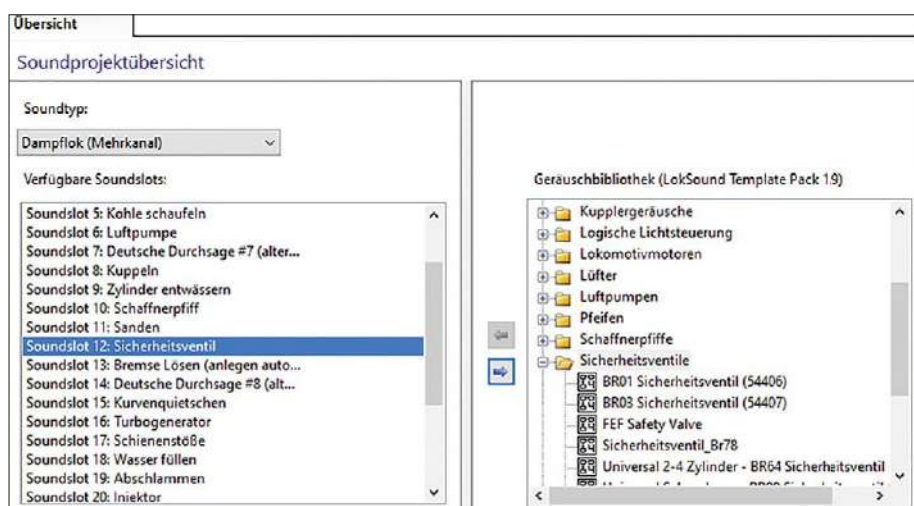 Übersicht
Soundprojektübersicht
Soundtyp:
Dampflok (Mehrkanal)
Verfügbare Soundslots:
Soundslot 5: Kohle schaufeln
Soundslot 6: Luftpumpe
Soundslot 7: Deutsche Durchsage #7 (alter...
Soundslot 8: Kuppeln
Soundslot 9: Zylinder entwässern
Soundslot 10: Schaffnerpfiff
Soundslot 11: Sanden
Soundslot 12: Sicherheitsventil
Soundslot 13: Bremse Lösen (anlegen auto...
Soundslot 14: Deutsche Durchsage #8 (alt...
Soundslot 15: Kurvenquietschen
Soundslot 16: Turbogenerator
Soundslot 17: Schienenstöße
Soundslot 18: Wasser füllen
Soundslot 19: Abschlammen
Soundslot 20: Injektor
Geräuschbibliothek (LokSound Template Pack 1.9)
Kupplergeräusche
Logische Lichtsteuerung
Lokomotivmotoren
Lüfter
Luftpumpen
Pfeifen
Schaffnerpfiffe
Sicherheitsventile
BR01 Sicherheitsventil (54406)
BR03 Sicherheitsventil (54407)
FEF Safety Valve
Sicherheitsventil_Br78
Universal 2-4 Zylinder - BR64 Sicherheitsventil